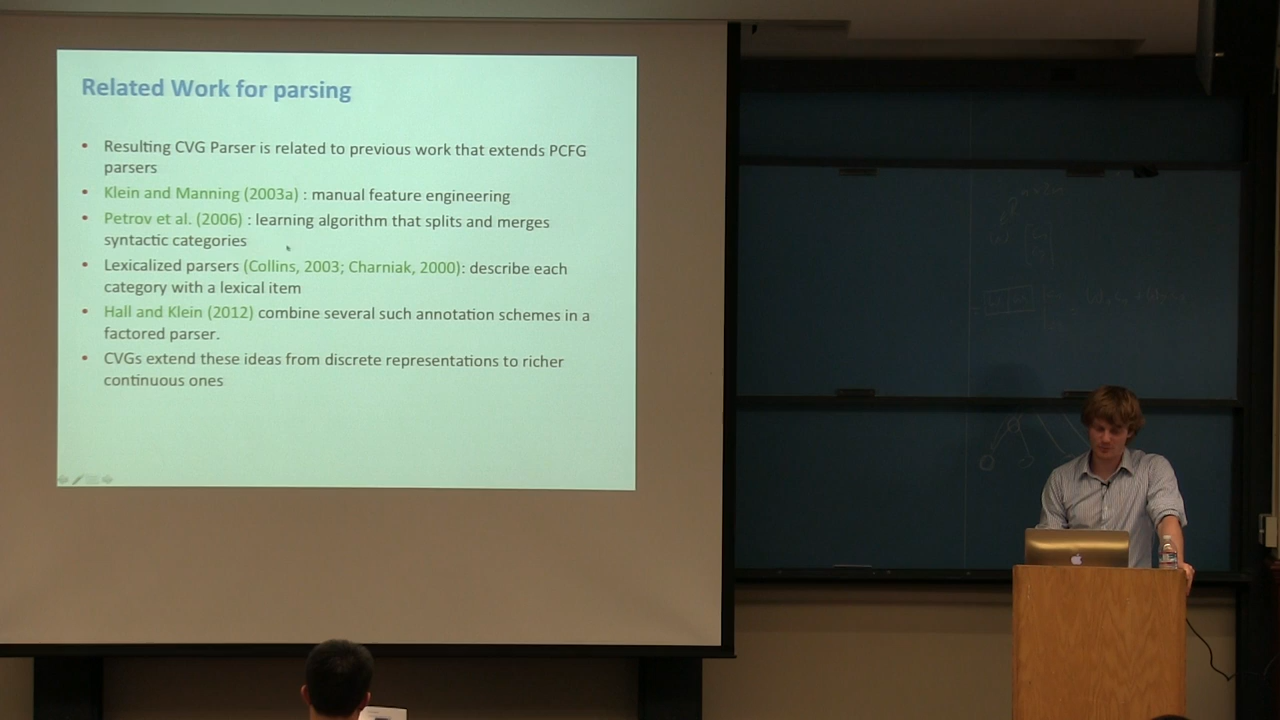 Related Work for parsing
• Resulting CVG Parser is related to previous work that extends PCFG
parsers
• Klein and Manning (2003a) : manual feature engineering
• Petrov et al. (2006) : learning algorithm that splits and merges
syntactic categories
• Lexicalized parsers (Collins, 2003; Charniak, 2000): describe each
category with a lexical item
• Hall and Klein (2012) combine several such annotation schemes in a
factored parser.
• CVGs extend these ideas from discrete representations to richer
continuous ones